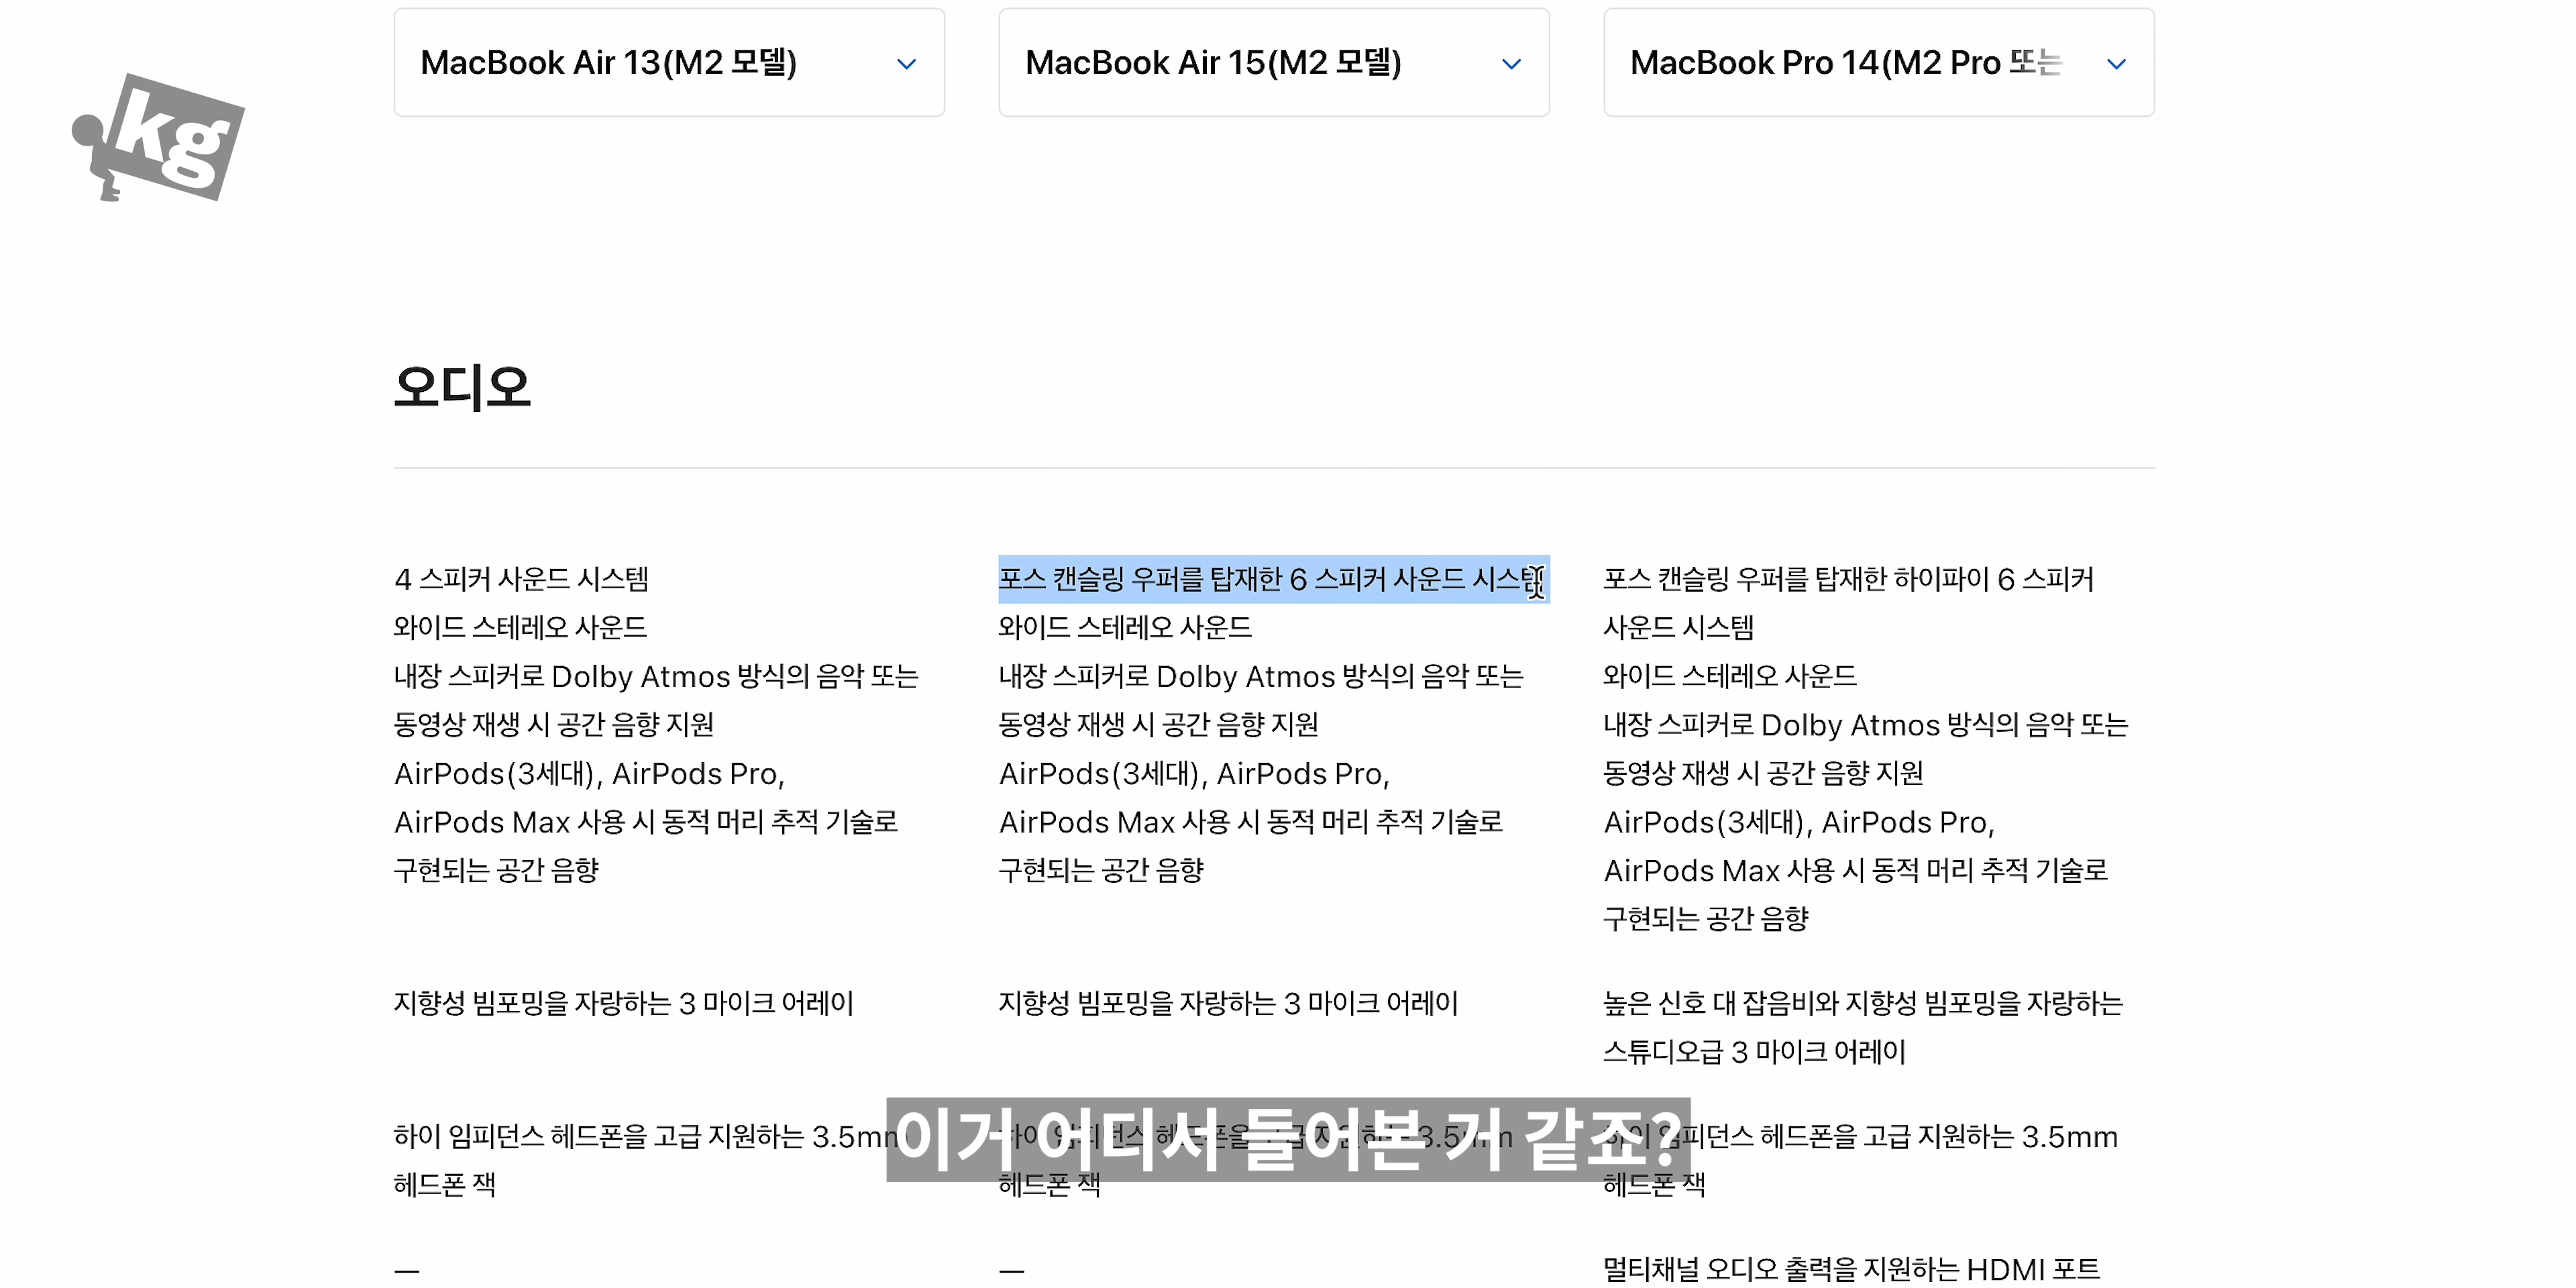 MacBook Air 13(M2 모델)
MacBook Air 15(M2 모델)
MacBook Pro 14(M2 Pro 또는
kg
오디오
4 스피커 사운드 시스템
와이드 스테레오 사운드
내장 스피커로 Dolby Atmos 방식의 음악 또는
동영상 재생 시 공간 음향 지원
AirPods(3세대), AirPods Pro,
AirPods Max 사용 시 동적 머리 추적 기술로
구현되는 공간 음향
포스 캔슬링 우퍼를 탑재한 6 스피커 사운드 시스템
와이드 스테레오 사운드
내장 스피커로 Dolby Atmos 방식의 음악 또는
동영상 재생 시 공간 음향 지원
AirPods(3세대), AirPods Pro,
AirPods Max 사용 시 동적 머리 추적 기술로
구현되는 공간 음향
포스 캔슬링 우퍼를 탑재한 하이파이 6 스피커
사운드 시스템
와이드 스테레오 사운드
내장 스피커로 Dolby Atmos 방식의 음악 또는
동영상 재생 시 공간 음향 지원
AirPods(3세대), AirPods Pro,
AirPods Max 사용 시 동적 머리 추적 기술로
구현되는 공간 음향
지향성 빔포밍을 자랑하는 3 마이크 어레이
지향성 빔포밍을 자랑하는 3 마이크 어레이
높은 신호 대 잡음비와 지향성 빔포밍을 자랑하는
스튜디오급 3 마이크 어레이
하이 임피던스 헤드폰을 고급 지원하는 3.5mm
헤드폰 잭
하이 임피던스 헤드폰을 고급 지원하는 3.5mm
헤드폰 잭
하이 임피던스 헤드폰을 고급 지원하는 3.5mm
헤드폰 잭
이거 어디서 들어본 거 같죠?
—
—
멀티채널 오디오 출력을 지원하는 HDMI 포트